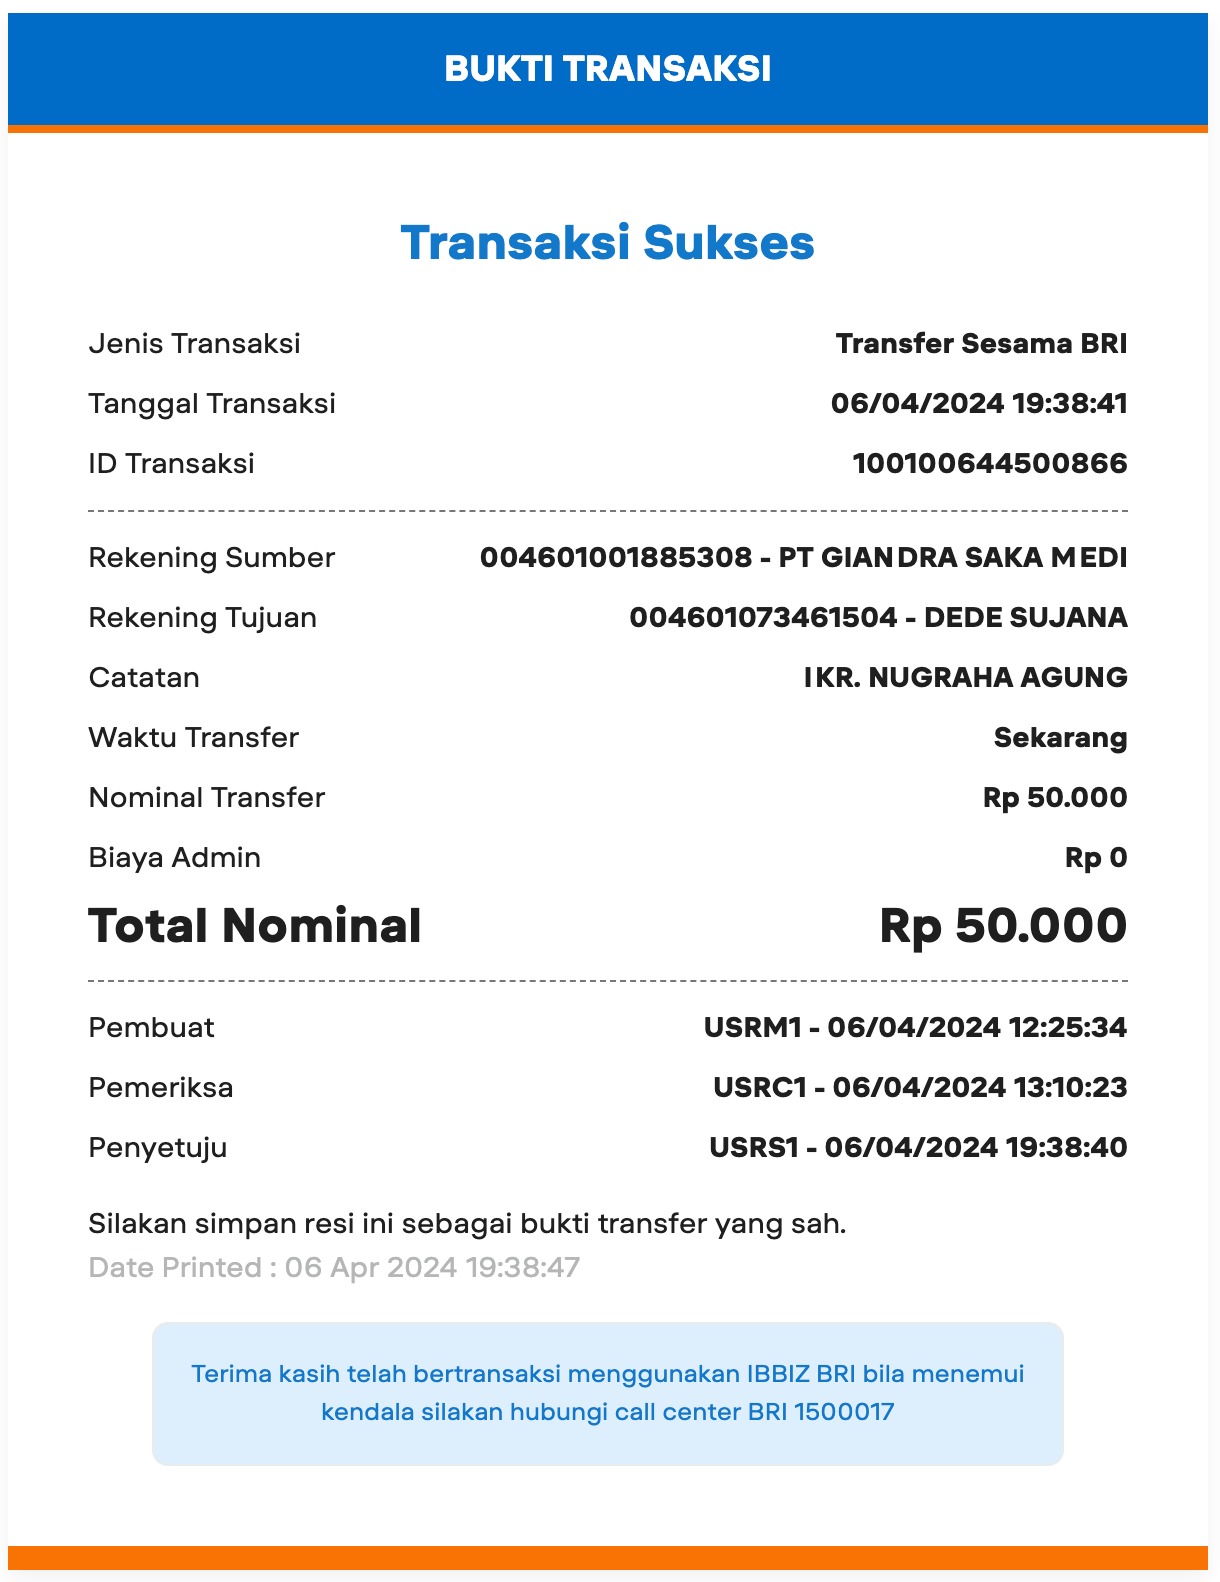 BUKTI TRANSAKSI
Transaksi Sukses
Jenis Transaksi Transfer Sesama BRI
Tanggal Transaksi 06/04/2024 19:38:41
ID Transaksi 100100644500866
Rekening Sumber 004601001885308 - PT GIANDRA SAKA MEDI
Rekening Tujuan 004601073461504 - DEDE SUJANA
Catatan IKR. NUGRAHA AGUNG
Waktu Transfer Sekarang
Nominal Transfer Rp 50.000
Biaya Admin Rp 0
Total Nominal Rp 50.000
Pembuat USRM1 - 06/04/2024 12:25:34
Pemeriksa USRC1 - 06/04/2024 13:10:23
Penyetuju USRS1 - 06/04/2024 19:38:40
Silakan simpan resi ini sebagai bukti transfer yang sah.
Date Printed : 06 Apr 2024 19:38:47
Terima kasih telah bertransaksi menggunakan IBBIZ BRI bila menemui
kendala silakan hubungi call center BRI 1500017